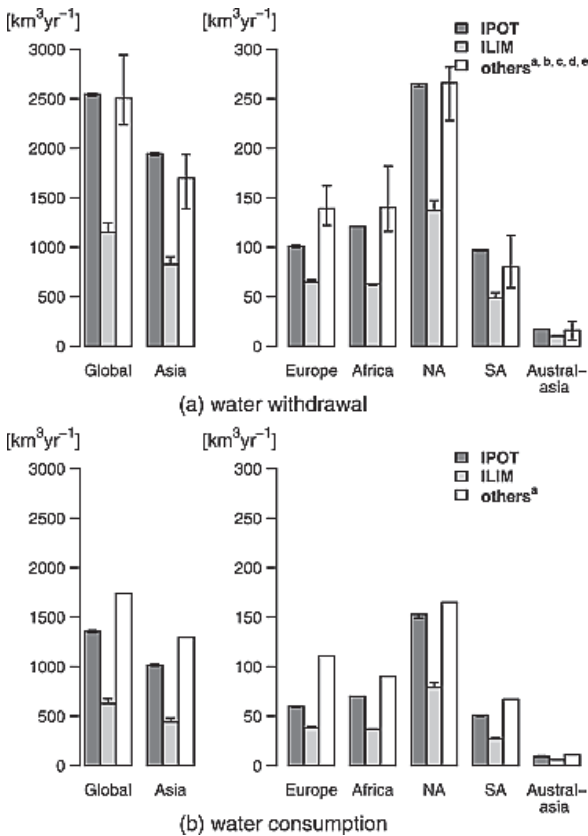 [km³yr⁻¹] [km³yr⁻¹]
IPOT
ILIM
others a, b, c, d, e
3000 300
2500 250
2000 200
1500 150
1000 100
500 50
0 0
Global Asia Europe Africa NA SA Austral–
asia
(a) water withdrawal
[km³yr⁻¹] [km³yr⁻¹]
IPOT
ILIM
others a
3000 300
2500 250
2000 200
1500 150
1000 100
500 50
0 0
Global Asia Europe Africa NA SA Austral–
asia
(b) water consumption